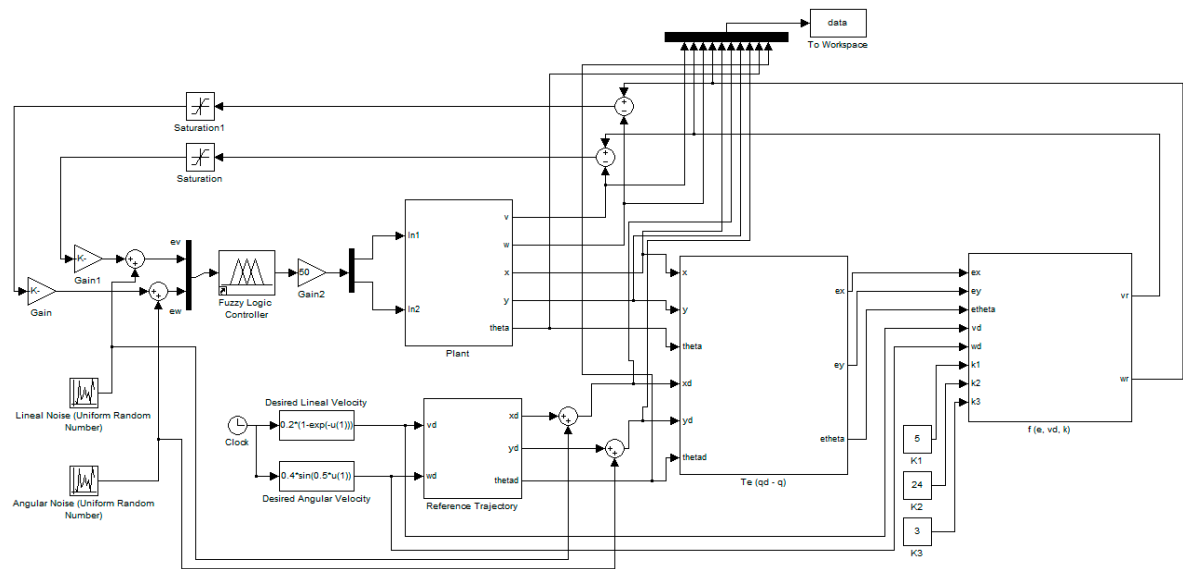 data
To Workspace
Saturation1
Saturation
K-
Gain1
K-
Gain
ev
ew
Fuzzy Logic
Controller
50
Gain2
In1
In2
v
w
x
y
theta
Plant
Lineal Noise (Uniform Random
Number)
Angular Noise (Uniform Random
Number)
Clock
Desired Lineal Velocity
0.2*(1-exp(-u(1)))
0.4*sin(0.5*u(1))
Desired Angular Velocity
vd
wd
xd
yd
thetad
Reference Trajectory
x
y
theta
xd
yd
thetad
ex
ey
etheta
Te (qd - q)
ex
ey
etheta
vd
wd
k1
k2
k3
vr
wr
f (e, vd, k)
5
K1
24
K2
3
K3